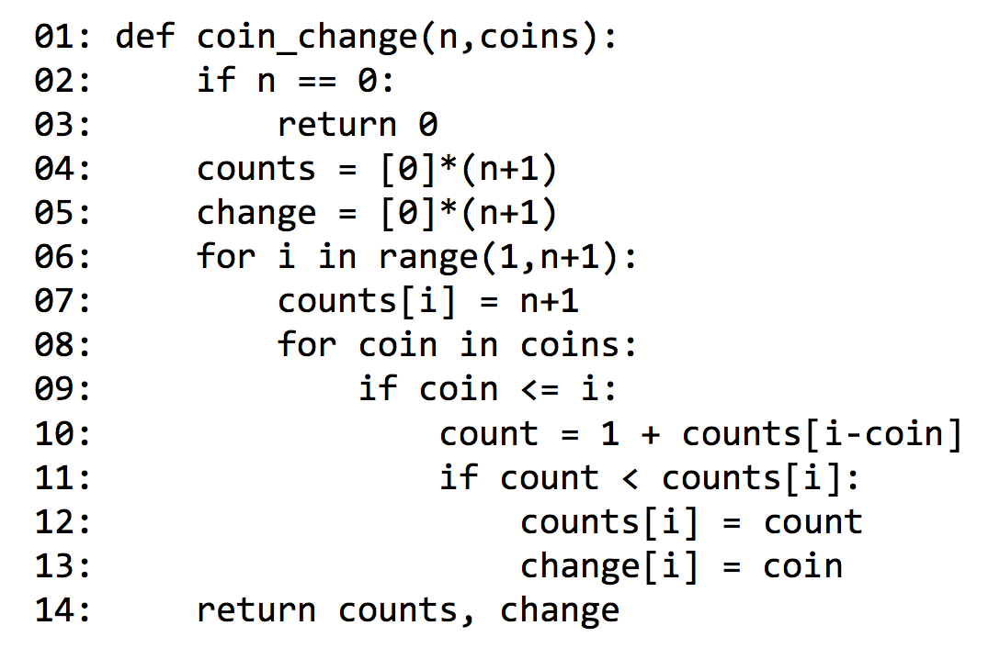 01: def coin_change(n,coins):
02:     if n == 0:
03:         return 0
04:     counts = [0]*(n+1)
05:     change = [0]*(n+1)
06:     for i in range(1,n+1):
07:         counts[i] = n+1
08:         for coin in coins:
09:             if coin <= i:
10:                 count = 1 + counts[i-coin]
11:                 if count < counts[i]:
12:                     counts[i] = count
13:                     change[i] = coin
14:     return counts, change